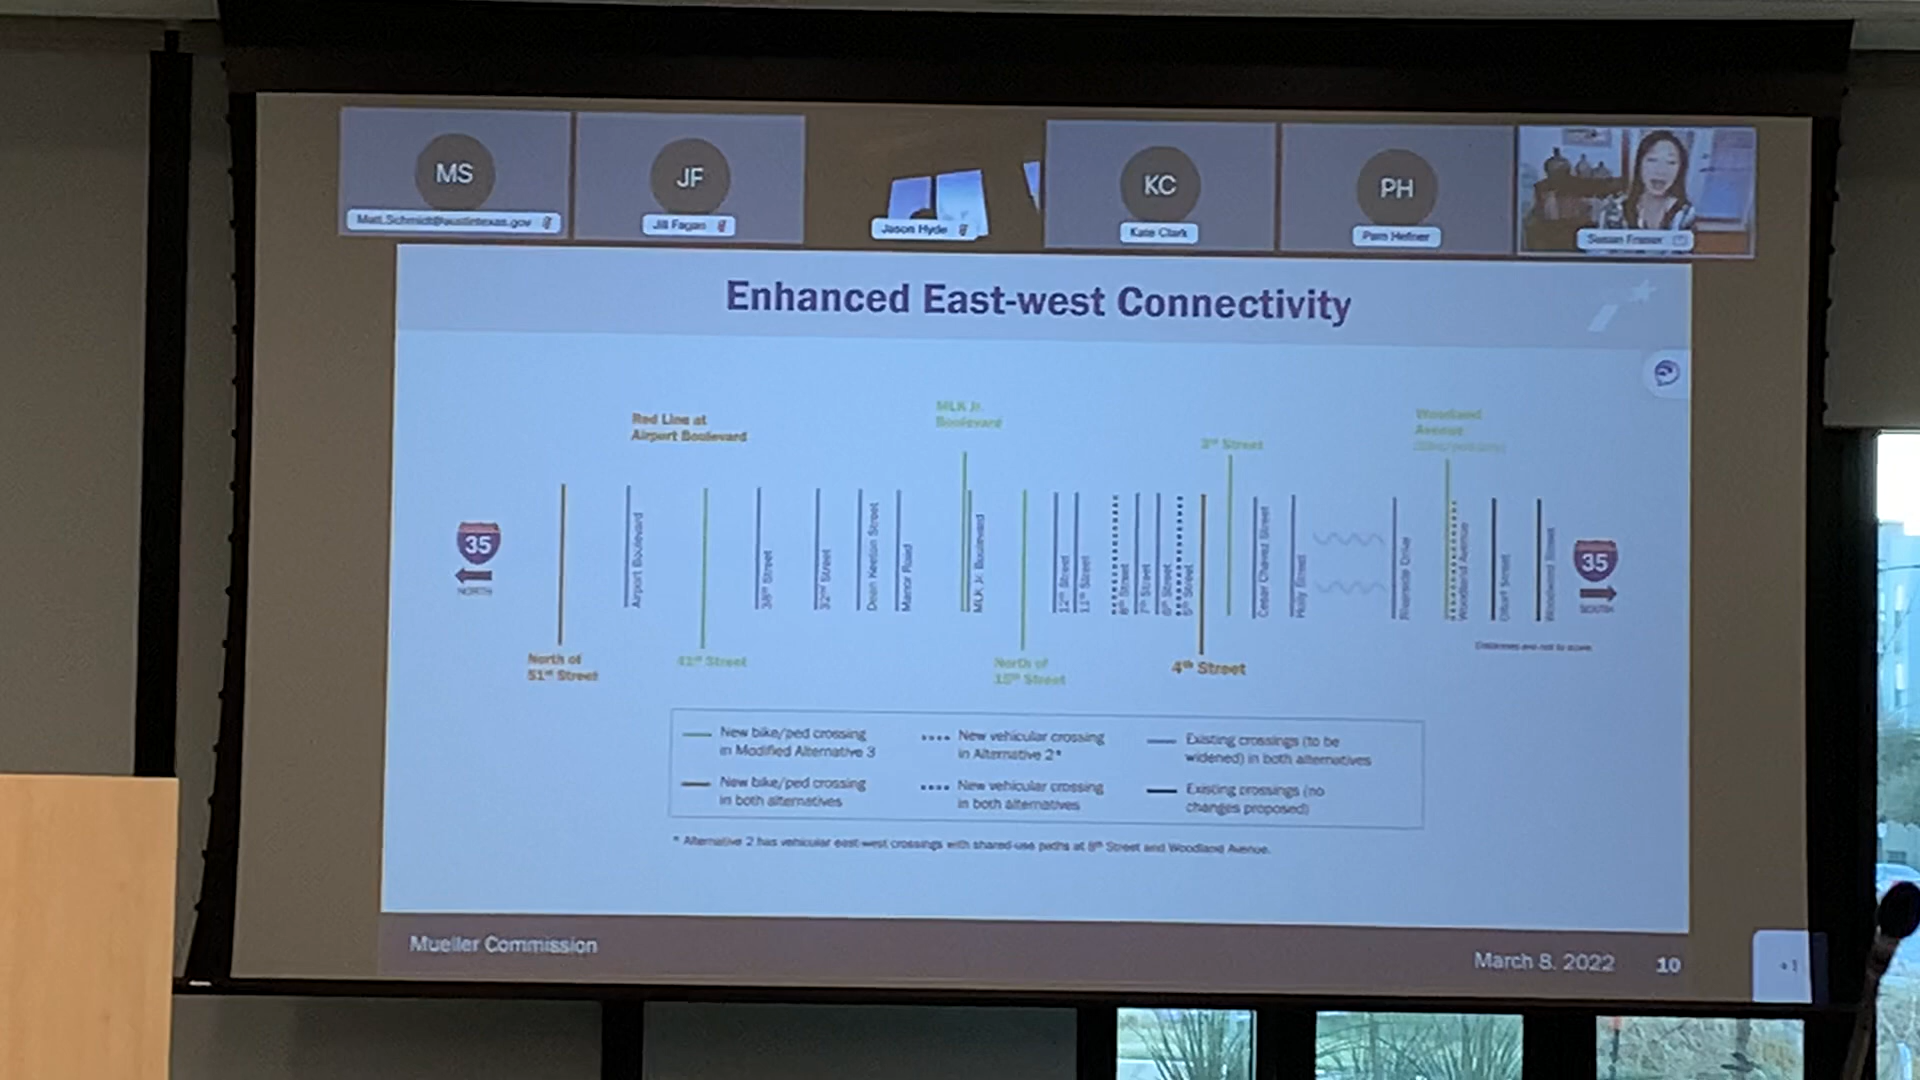 MS
Matt.Schmidt@austintexas.gov
JF
Jill Fagan
Jason Hyde
KC
Kate Clark
PH
Pam Hefner
Susan Fraser
Enhanced East-west Connectivity
Red Line at
Airport Boulevard
MLK Jr.
Boulevard
3rd Street
Woodland
Avenue
35
NORTH
Airport Boulevard
38th Street
32nd Street
Dean Keeton Street
Manor Road
MLK Jr. Boulevard
12th Street
11th Street
8th Street
7th Street
6th Street
5th Street
Cesar Chavez Street
Holly Street
Riverside Drive
Woodland Avenue
Oltorf Street
Woodward Street
35
SOUTH
North of
51st Street
41st Street
North of
15th Street
4th Street
Distances are not to scale.
New bike/ped crossing
in Modified Alternative 3
New bike/ped crossing
in both alternatives
New vehicular crossing
in Alternative 2*
New vehicular crossing
in both alternatives
Existing crossings (to be
widened) in both alternatives
Existing crossings (no
changes proposed)
* Alternative 2 has vehicular east-west crossings with shared-use paths at 8th Street and Woodland Avenue.
Mueller Commission
March 8, 2022
10
+1